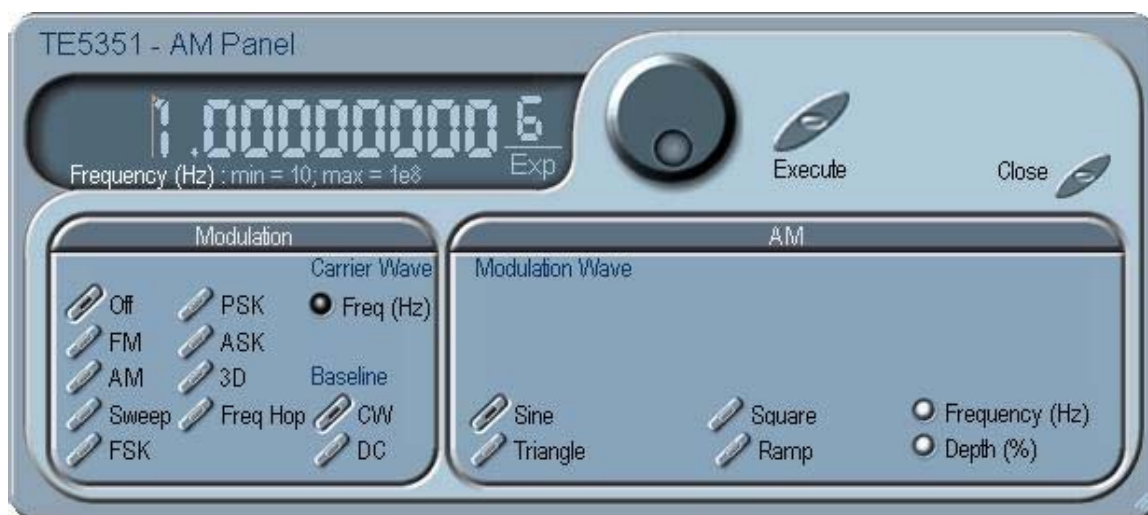 TE5351 - AM Panel
1.00000000 6
Exp
Frequency (Hz) : min = 10; max = 1e8
Execute
Close
Modulation
Carrier Wave
Off
PSK
Freq (Hz)
FM
ASK
AM
3D
Baseline
Sweep
Freq Hop
CW
FSK
DC
AM
Modulation Wave
Sine
Square
Frequency (Hz)
Triangle
Ramp
Depth (%)